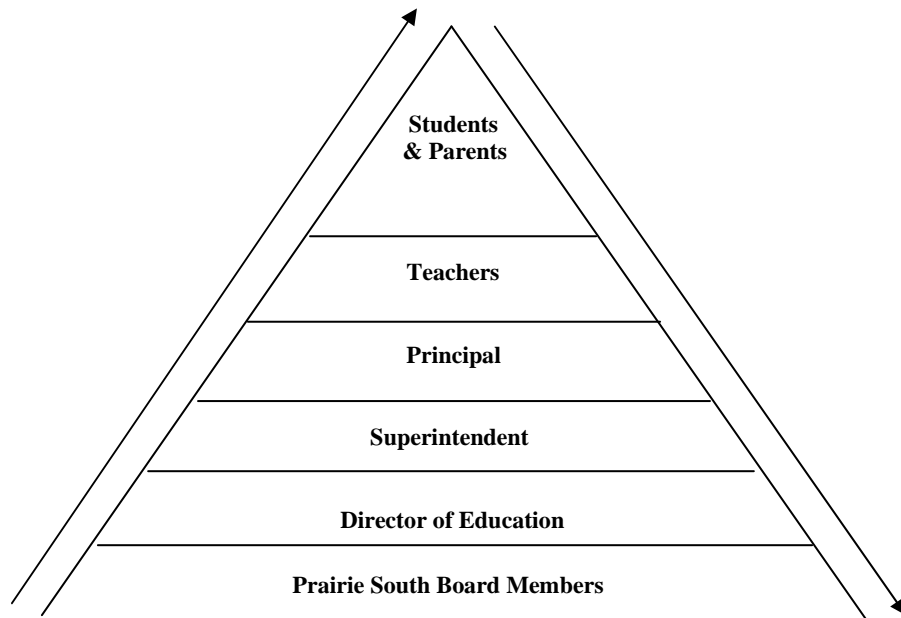 Students
& Parents
Teachers
Principal
Superintendent
Director of Education
Prairie South Board Members